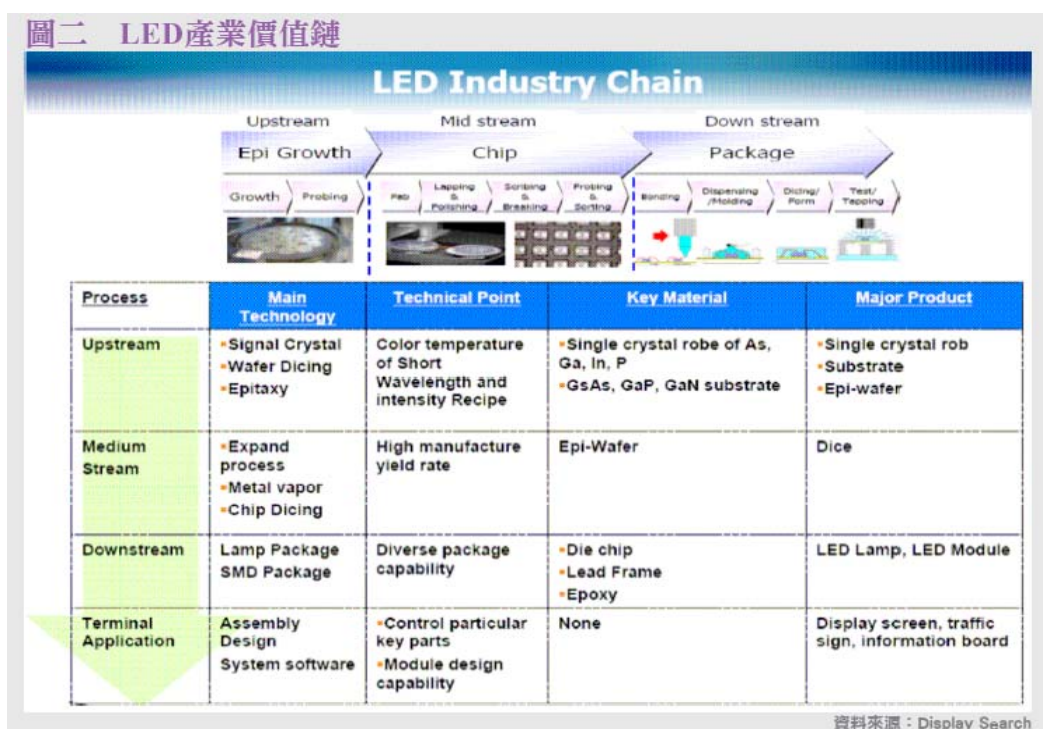 圖二 LED產業價值鏈
LED Industry Chain
Upstream
Mid stream
Down stream
Epi Growth
Chip
Package
Growth
Probing
Fab
Lapping
&
Polishing
Scribing
&
Breaking
Probing
&
Sorting
Bonding
Dispensing
/Molding
Dicing/
Form
Test/
Tapping
Process
Main
Technology
Technical Point
Key Material
Major Product
Upstream
▪Signal Crystal
▪Wafer Dicing
▪Epitaxy
Color temperature
of Short
Wavelength and
intensity Recipe
▪Single crystal robe of As,
Ga, In, P
▪GsAs, GaP, GaN substrate
▪Single crystal rob
▪Substrate
▪Epi-wafer
Medium
Stream
▪Expand
process
▪Metal vapor
▪Chip Dicing
High manufacture
yield rate
Epi-Wafer
Dice
Downstream
Lamp Package
SMD Package
Diverse package
capability
▪Die chip
▪Lead Frame
▪Epoxy
LED Lamp, LED Module
Terminal
Application
Assembly
Design
System software
▪Control particular
key parts
▪Module design
capability
None
Display screen, traffic
sign, information board
資料來源：Display Search